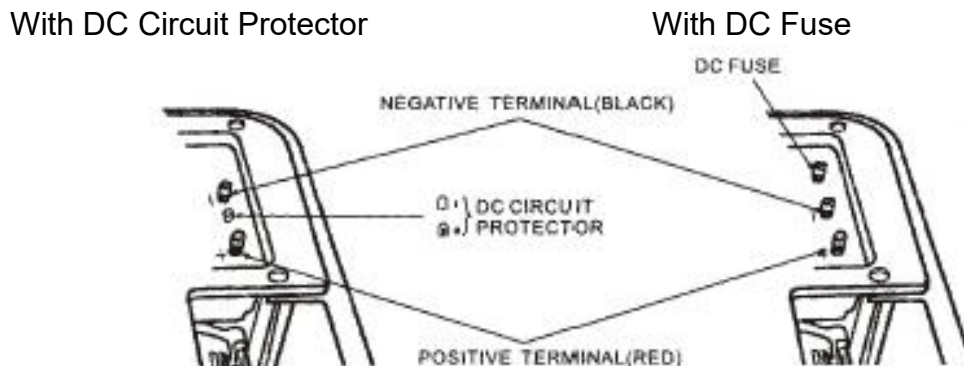 With DC Circuit Protector
With DC Fuse
DC FUSE
NEGATIVE TERMINAL(BLACK)
DC CIRCUIT
PROTECTOR
POSITIVE TERMINAL(RED)